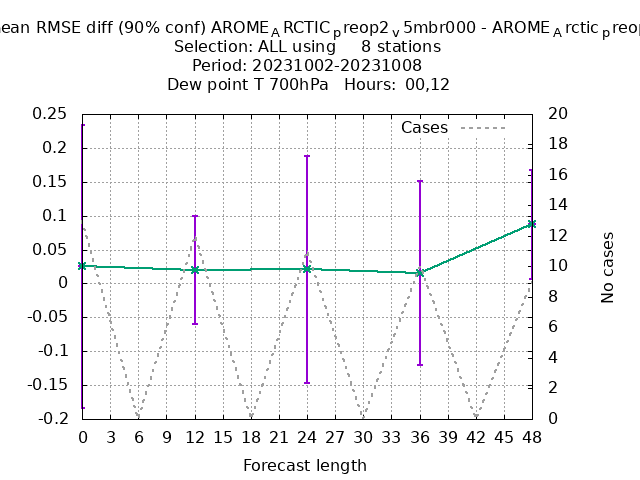 ean RMSE diff (90% conf) AROME_ARCTIC_preop2_v5mbr000 - AROME_Arctic_preop
Selection: ALL using 8 stations
Period: 20231002-20231008
Dew point T 700hPa Hours: 00,12
Cases
0.25
0.2
0.15
0.1
0.05
0
-0.05
-0.1
-0.15
-0.2
20
18
16
14
12
10
8
6
4
2
0
No cases
0 3 6 9 12 15 18 21 24 27 30 33 36 39 42 45 48
Forecast length